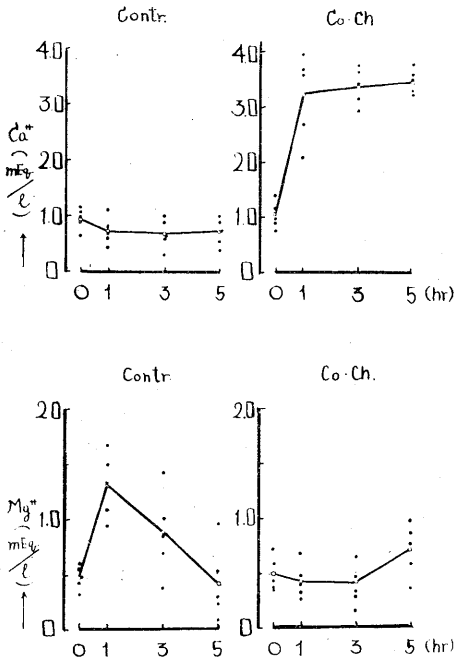 Contr. Co-Ch
4.0 4.0
3.0 3.0
Ca⁺⁺
2.0 2.0
(mEq/ℓ)
1.0 1.0
0 0
0 1 3 5 0 1 3 5 (hr)
Contr. Co-Ch.
2.0 2.0
Mg⁺⁺
1.0 1.0
(mEq/ℓ)
0 0
0 1 3 5 0 1 3 5 (hr)